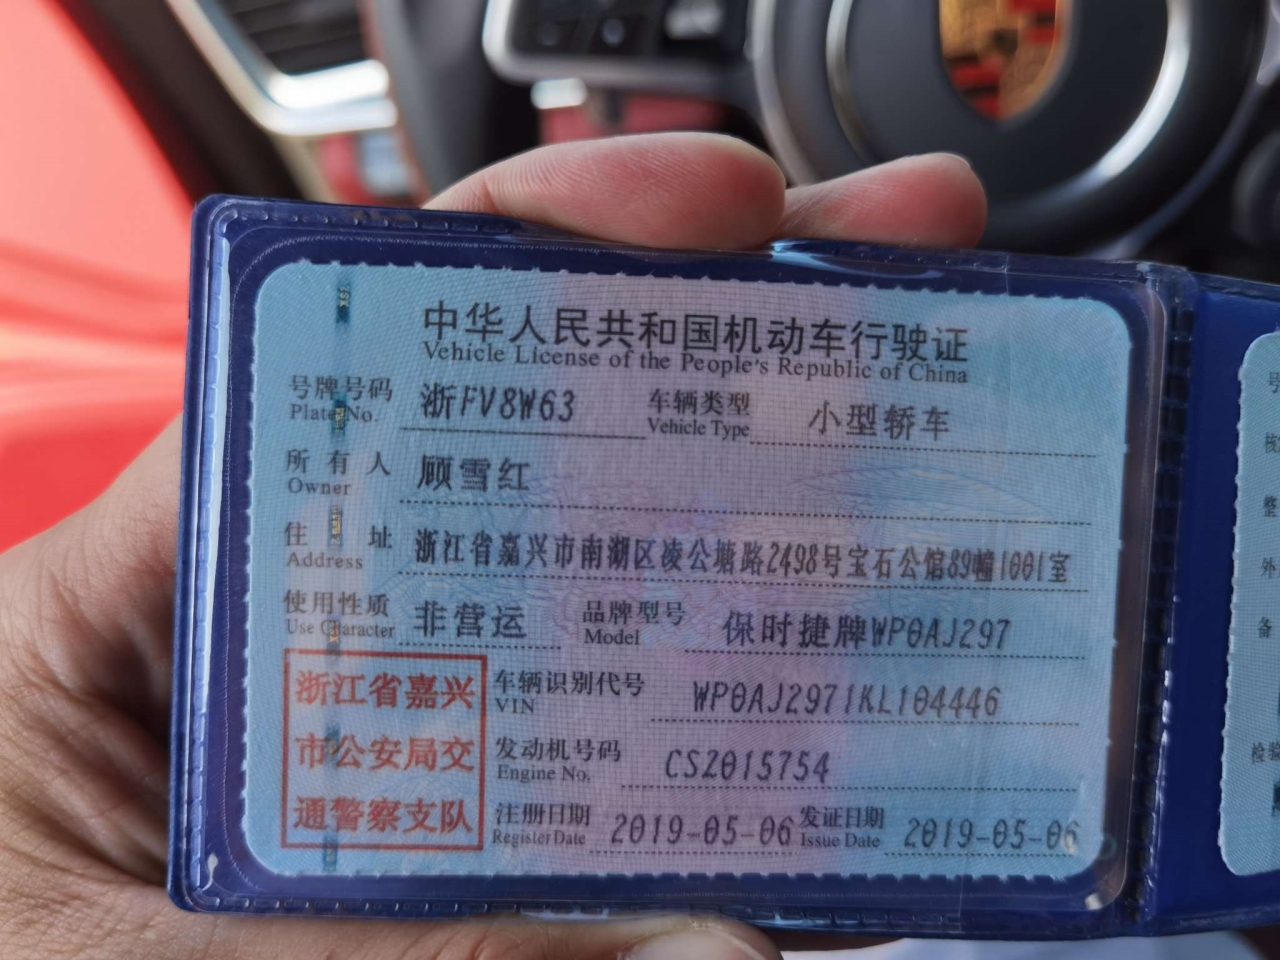 中华人民共和国机动车行驶证
Vehicle License of the People's Republic of China
号牌号码 浙FV8W63 车辆类型 小型轿车
Plate No. Vehicle Type
所有人 顾雪红
Owner
住址 浙江省嘉兴市南湖区凌公塘路2498号宝石公馆89幢1001室
Address
使用性质 非营运 品牌型号 保时捷牌WP0AJ297
Use Character Model
浙江省嘉兴
市公安局交
通警察支队
车辆识别代号 WP0AJ2971KL104446
VIN
发动机号码 CS2015754
Engine No.
注册日期 2019-05-06 发证日期 2019-05-06
Register Date Issue Date
号
核
整
外
备
检验